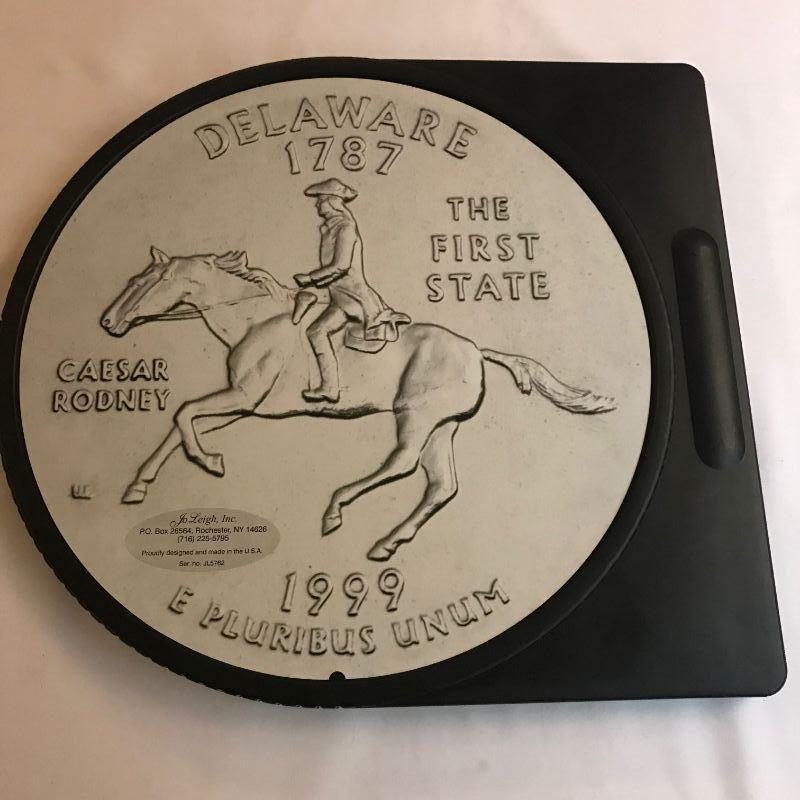 DELAWARE
1787
THE
FIRST
STATE
CAESAR
RODNEY
Jo Leigh, Inc.
P.O. Box 26564, Rochester, NY 14626
(716) 225-5795
Proudly designed and made in the U.S.A.
Ser. no. JL5762
1999
E PLURIBUS UNUM